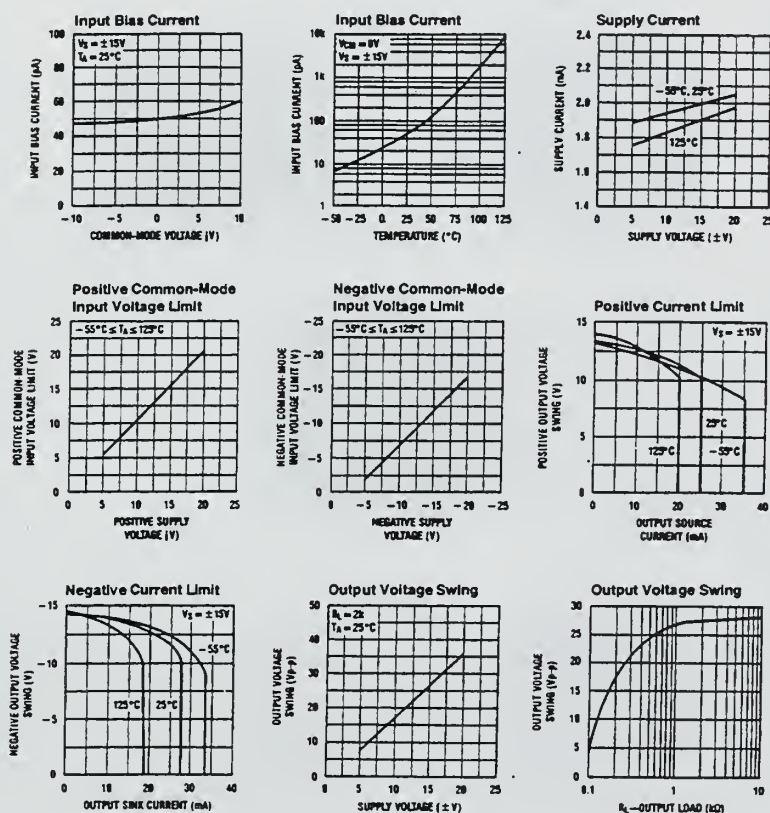 Input Bias Current
VS = ±15V
TA = 25°C
100
80
60
40
20
0
INPUT BIAS CURRENT (pA)
-10
-5
0
5
10
COMMON-MODE VOLTAGE (V)
Input Bias Current
VCM = 0V
VS = ±15V
10k
1k
100
10
1
INPUT BIAS CURRENT (pA)
-50 -25 0 25 50 75 100 125
TEMPERATURE (°C)
Supply Current
2.4
2.2
2.0
1.8
1.6
1.4
SUPPLY CURRENT (mA)
-55°C, 25°C
125°C
0 5 10 15 20 25
SUPPLY VOLTAGE (±V)
Positive Common-Mode
Input Voltage Limit
-55°C ≤ TA ≤ 125°C
25
20
15
10
5
0
POSITIVE COMMON-MODE
INPUT VOLTAGE LIMIT (V)
0 5 10 15 20 25
POSITIVE SUPPLY
VOLTAGE (V)
Negative Common-Mode
Input Voltage Limit
-55°C ≤ TA ≤ 125°C
-25
-20
-15
-10
-5
0
NEGATIVE COMMON-MODE
INPUT VOLTAGE LIMIT (V)
0 -5 -10 -15 -20 -25
NEGATIVE SUPPLY
VOLTAGE (V)
Positive Current Limit
VS = ±15V
15
10
5
0
POSITIVE OUTPUT VOLTAGE
SWING (V)
25°C
125°C
-55°C
0 10 20 30 40
OUTPUT SOURCE
CURRENT (mA)
Negative Current Limit
VS = ±15V
-15
-10
-5
0
NEGATIVE OUTPUT VOLTAGE
SWING (V)
-55°C
125°C 25°C
0 10 20 30 40
OUTPUT SINK CURRENT (mA)
Output Voltage Swing
RL = 2k
TA = 25°C
50
45
40
35
30
25
20
15
10
5
0
OUTPUT VOLTAGE
SWING (Vp-p)
0 5 10 15 20 25
SUPPLY VOLTAGE (±V)
Output Voltage Swing
30
25
20
15
10
5
0
OUTPUT VOLTAGE
SWING (Vp-p)
0.1 1 10
RL—OUTPUT LOAD (kΩ)